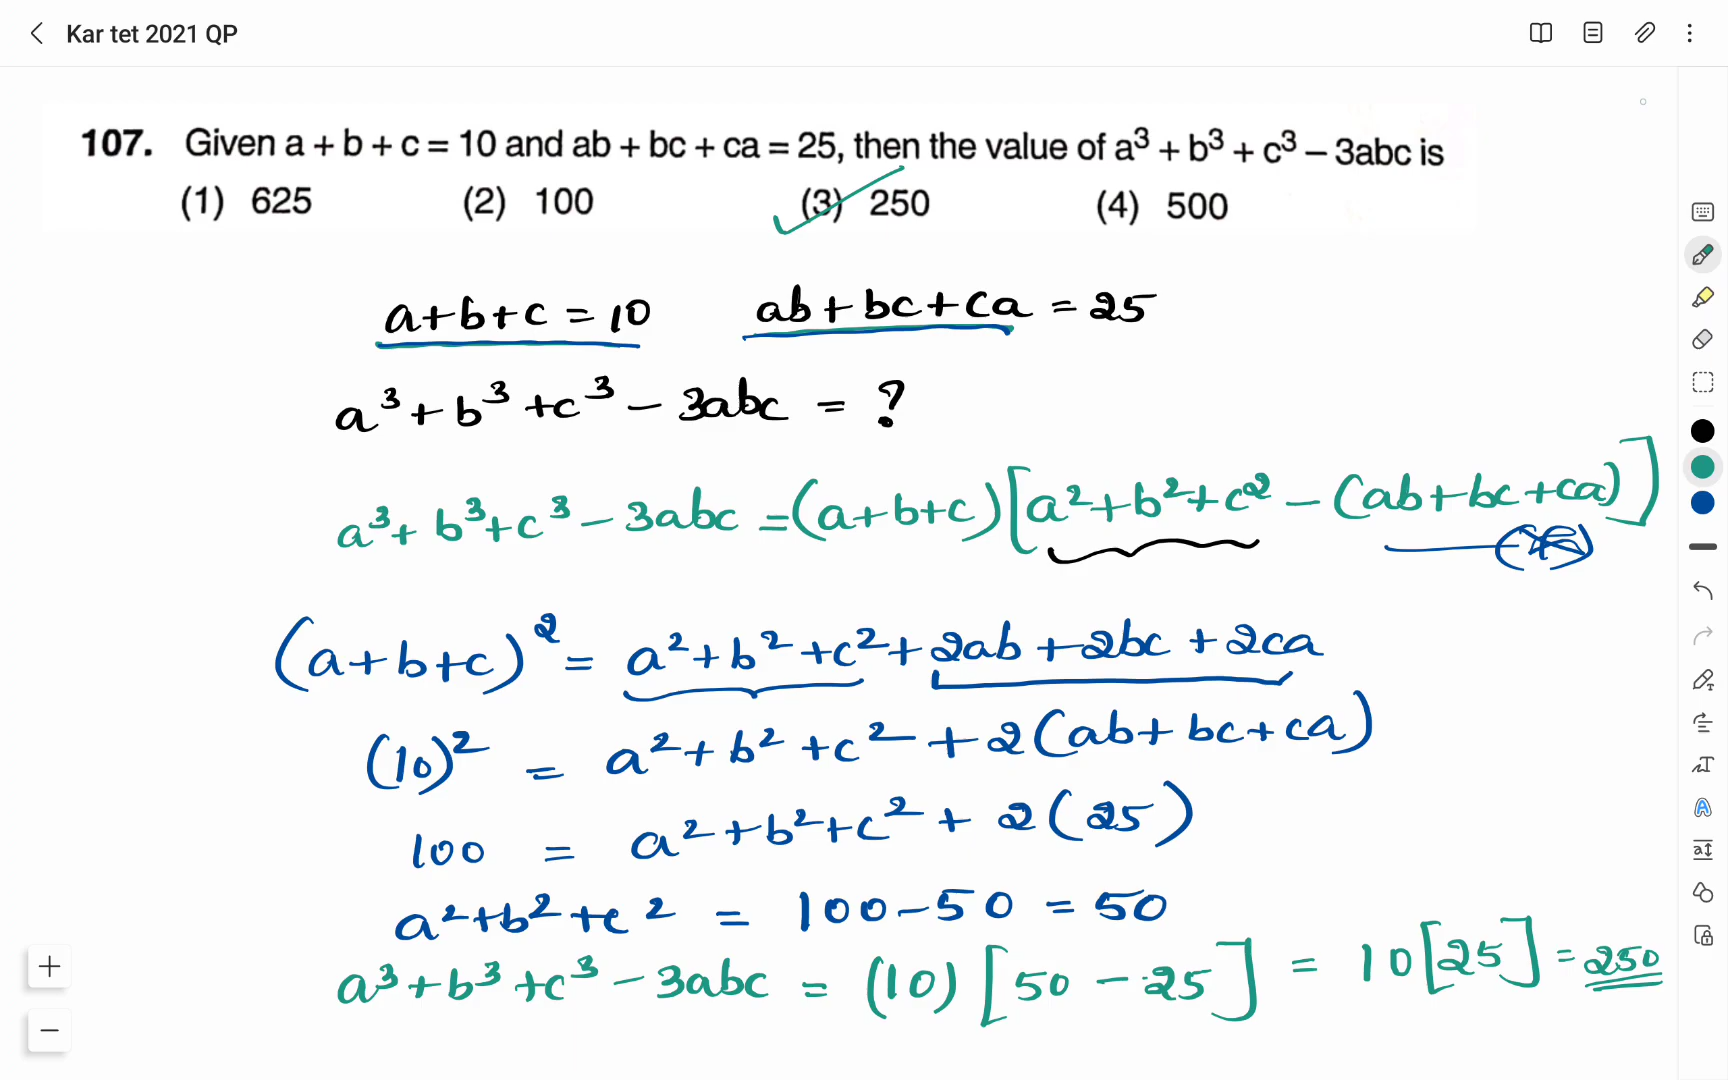 Kar tet 2021 QP
107. Given a + b + c = 10 and ab + bc + ca = 25, then the value of a³ + b³ + c³ – 3abc is
(1) 625 (2) 100 (3) 250 (4) 500
a+b+c = 10 ab+bc+ca = 25
a³+b³+c³ – 3abc = ?
a³+b³+c³ – 3abc = (a+b+c)[a²+b²+c² – (ab+bc+ca)]
(a+b+c)² = a²+b²+c²+2ab+2bc+2ca
(10)² = a²+b²+c²+2(ab+bc+ca)
100 = a²+b²+c²+2(25)
a²+b²+c² = 100–50 = 50
a³+b³+c³ – 3abc = (10)[50–25] = 10[25] = 250